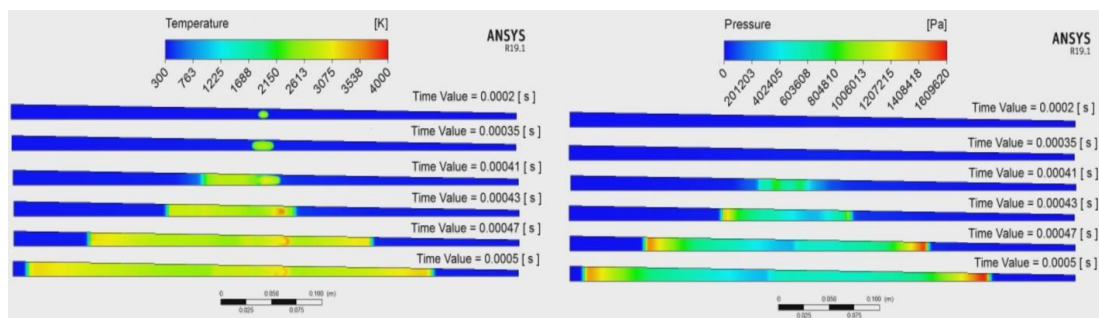 Temperature [K]
ANSYS
R19.1
300 763 1225 1688 2150 2613 3075 3538 4000
Time Value = 0.0002 [ s ]
Time Value = 0.00035 [ s ]
Time Value = 0.00041 [ s ]
Time Value = 0.00043 [ s ]
Time Value = 0.00047 [ s ]
Time Value = 0.0005 [ s ]
0 0.050 0.100 (m)
0.025 0.075
Pressure [Pa]
ANSYS
R19.1
0 201203 402405 603608 804810 1006013 1207215 1408418 1609620
Time Value = 0.0002 [ s ]
Time Value = 0.00035 [ s ]
Time Value = 0.00041 [ s ]
Time Value = 0.00043 [ s ]
Time Value = 0.00047 [ s ]
Time Value = 0.0005 [ s ]
0 0.050 0.100 (m)
0.025 0.075